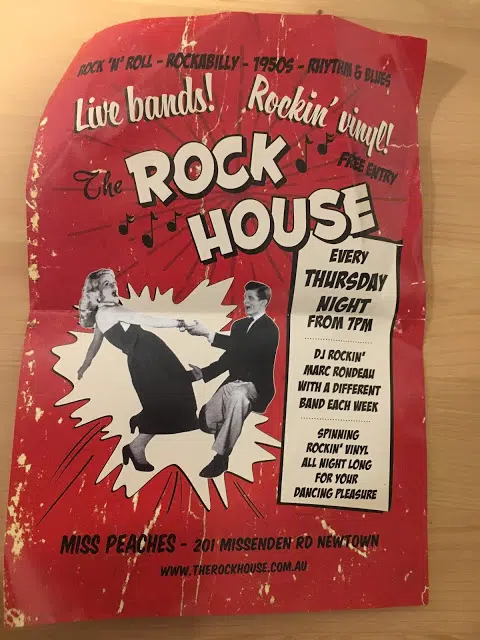 ROCK 'N' ROLL - ROCKABILLY - 1950S - RHYTHM & BLUES
Live bands! Rockin' vinyl!
FREE ENTRY
The ROCK
HOUSE
EVERY
THURSDAY
NIGHT
FROM 7PM
DJ ROCKIN'
MARC RONDEAU
WITH A DIFFERENT
BAND EACH WEEK
SPINNING
ROCKIN' VINYL
ALL NIGHT LONG
FOR YOUR
DANCING PLEASURE
MISS PEACHES - 201 MISSENDEN RD NEWTOWN
WWW.THEROCKHOUSE.COM.AU